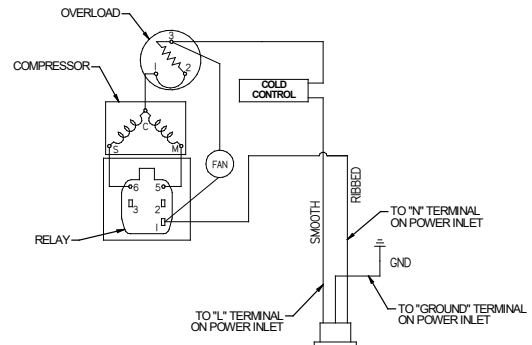 OVERLOAD
3
1
2
COMPRESSOR
C
S
M
COLD
CONTROL
FAN
6
5
3
2
1
RELAY
SMOOTH
RIBBED
TO "N" TERMINAL
ON POWER INLET
GND
TO "L" TERMINAL
ON POWER INLET
TO "GROUND" TERMINAL
ON POWER INLET